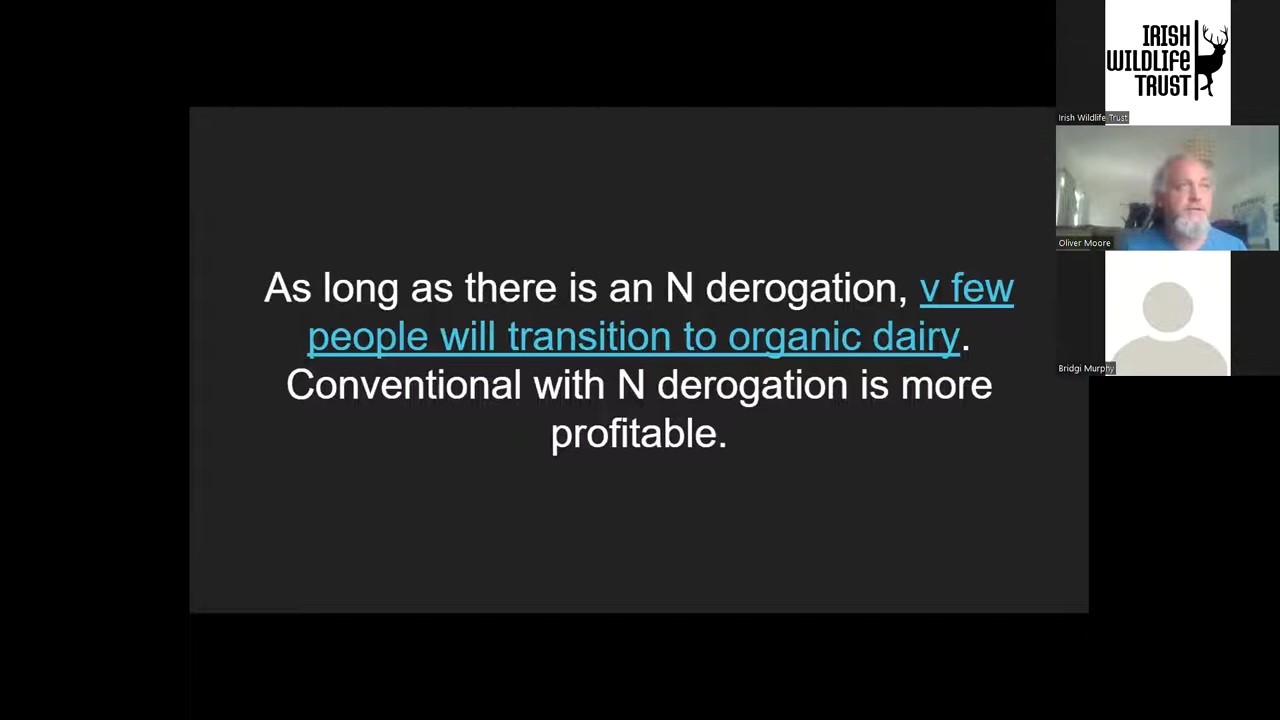 As long as there is an N derogation, v few
people will transition to organic dairy.
Conventional with N derogation is more
profitable.
IRISH
WILDLIFE
TRUST
Irish Wildlife Trust
Oliver Moore
Bridgi Murphy